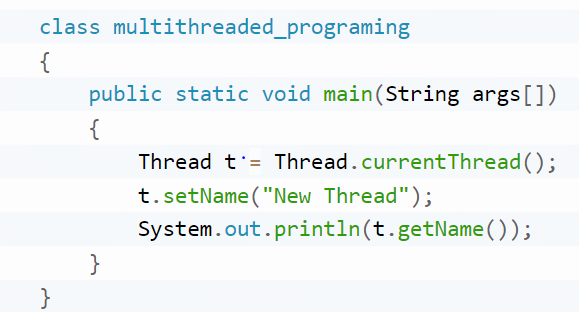 class multithreaded_programing
{
public static void main(String args[])
{
Thread t = Thread.currentThread();
t.setName("New Thread");
System.out.println(t.getName());
}
}